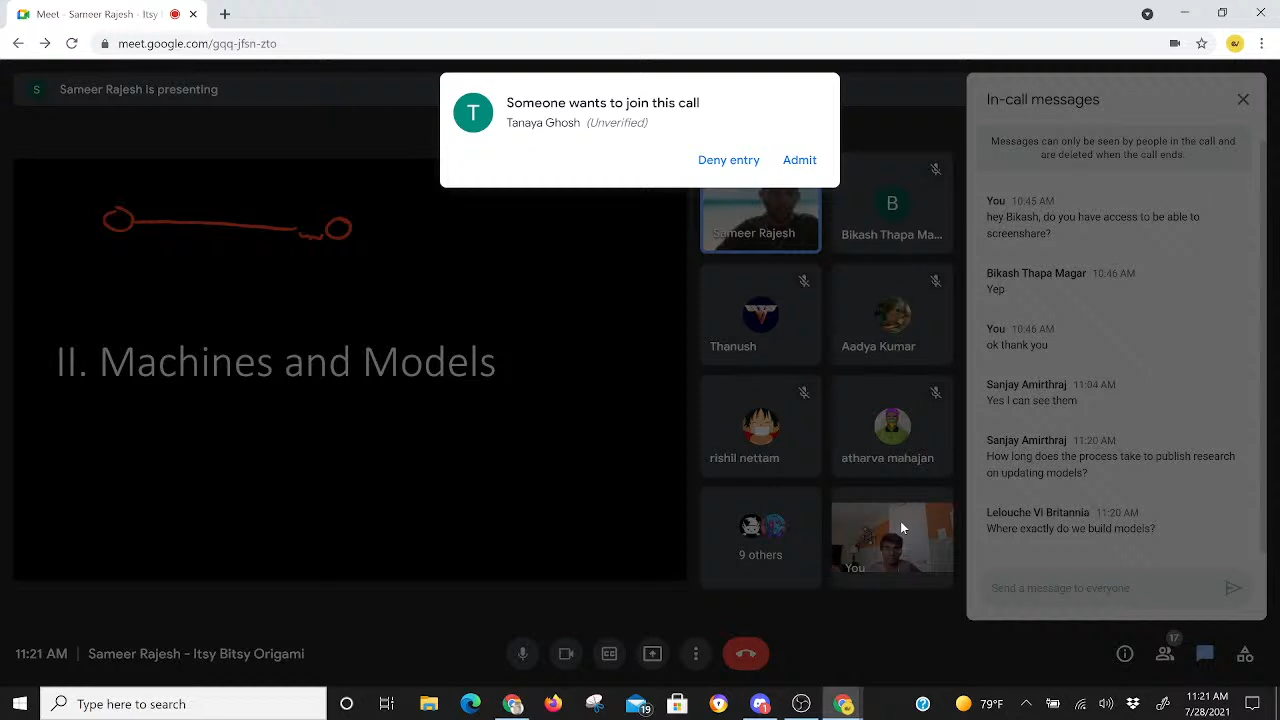 Meet - Sameer Rajesh - Itsy
meet.google.com/gqq-jfsn-zto
S
Sameer Rajesh is presenting
T
Someone wants to join this call
Tanaya Ghosh (Unverified)
Deny entry
Admit
II. Machines and Models
Sameer Rajesh
B
Bikash Thapa Ma...
Thanush
Aadya Kumar
rishil nettam
atharva mahajan
9 others
You
In-call messages
Messages can only be seen by people in the call and
are deleted when the call ends.
You 10:45 AM
hey Bikash, do you have access to be able to
screenshare?
Bikash Thapa Magar 10:46 AM
Yep
You 10:46 AM
ok thank you
Sanjay Amirthraj 11:04 AM
Yes I can see them
Sanjay Amirthraj 11:20 AM
How long does the process take to publish research
on updating models?
Lelouche Vi Britannia 11:20 AM
Where exactly do we build models?
Send a message to everyone
11:21 AM | Sameer Rajesh - Itsy Bitsy Origami
17
Type here to search
19
79°F
11:21 AM
7/28/2021